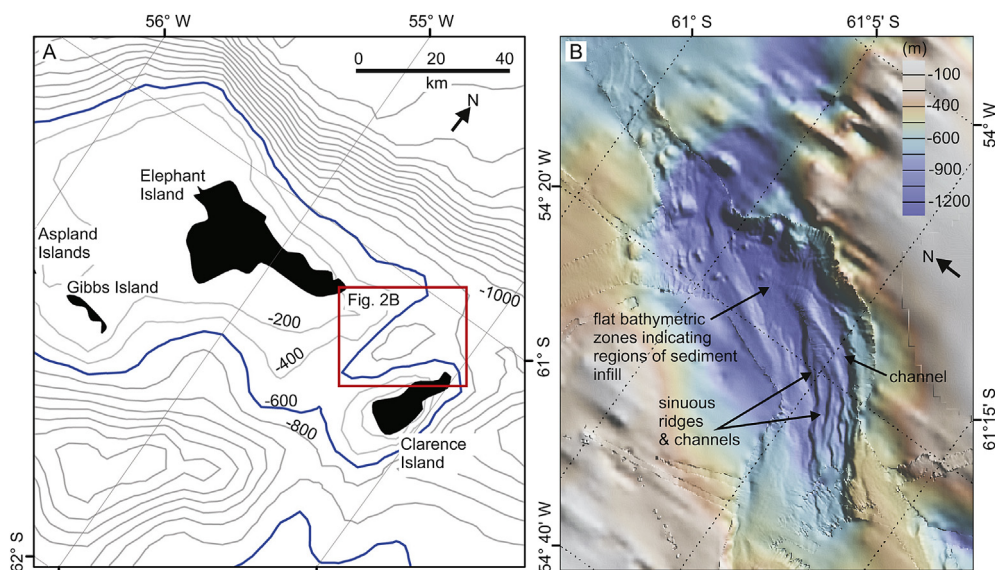 56° W
55° W
A
0 20 40
km
N
Elephant
Island
Aspland
Islands
Gibbs Island
Fig. 2B
-200
-400
-600
-800
-1000
61° S
Clarence
Island
62° S
61° S
61°5' S
B
(m)
-100
-400
-600
-900
-1200
54° W
54° 20' W
N
flat bathymetric
zones indicating
regions of sediment
infill
channel
sinuous
ridges
& channels
61°15' S
54° 40' W